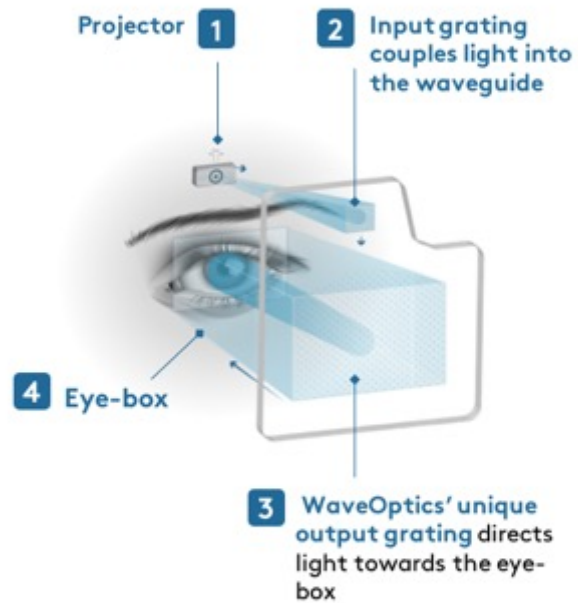 Projector 1
2 Input grating
couples light into
the waveguide
4 Eye-box
3 WaveOptics’ unique
output grating directs
light towards the eye-
box